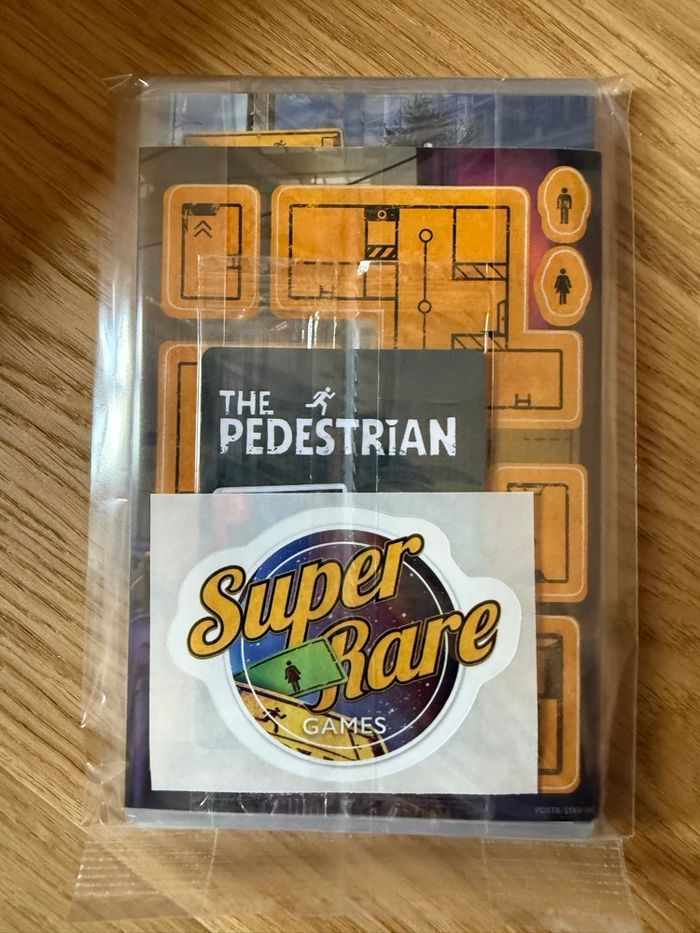 THE
PEDESTRIAN
Super
Rare
GAMES